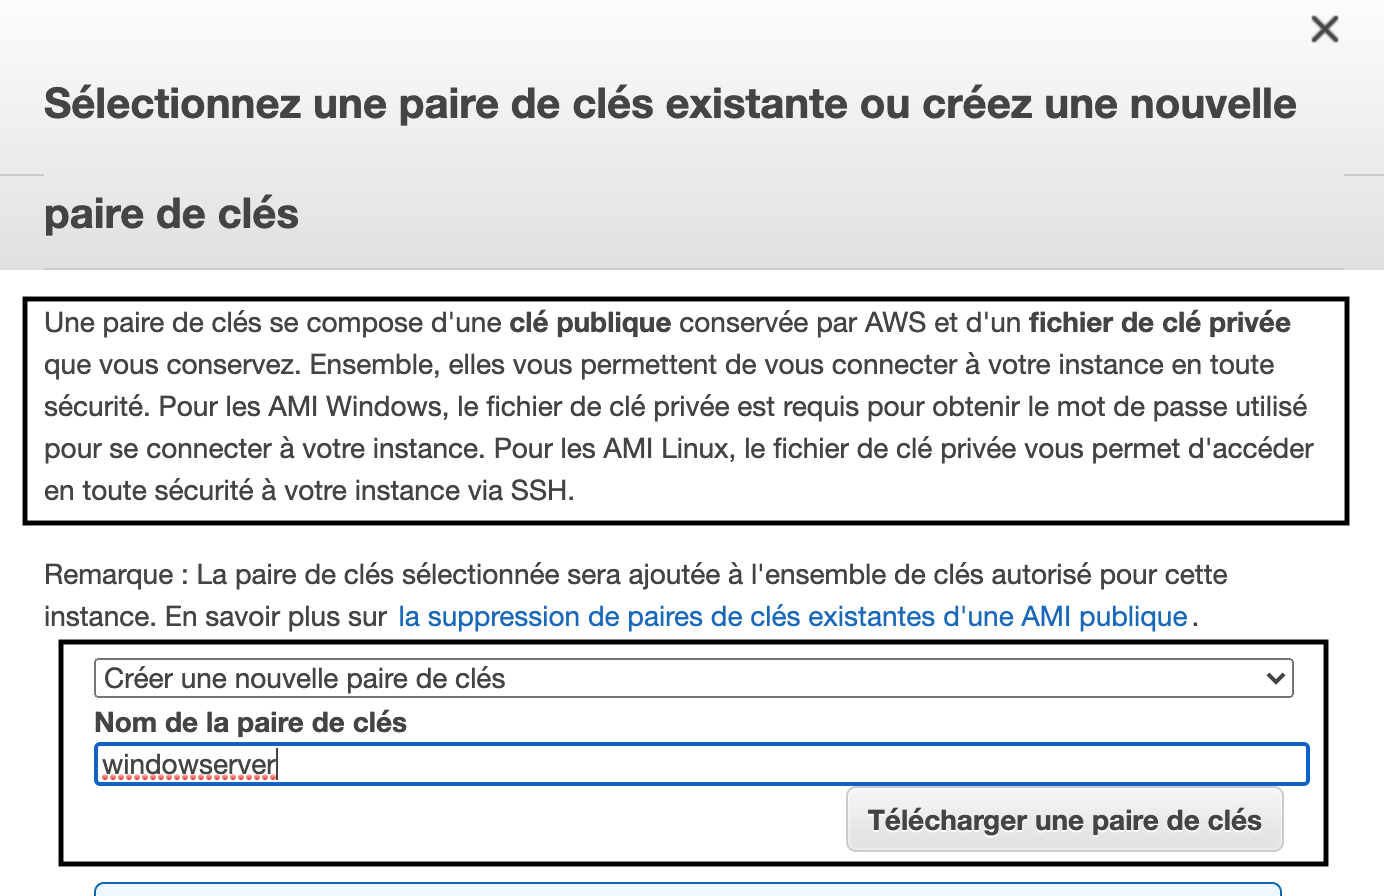 Sélectionnez une paire de clés existante ou créez une nouvelle
paire de clés
Une paire de clés se compose d'une clé publique conservée par AWS et d'un fichier de clé privée
que vous conservez. Ensemble, elles vous permettent de vous connecter à votre instance en toute
sécurité. Pour les AMI Windows, le fichier de clé privée est requis pour obtenir le mot de passe utilisé
pour se connecter à votre instance. Pour les AMI Linux, le fichier de clé privée vous permet d'accéder
en toute sécurité à votre instance via SSH.
Remarque : La paire de clés sélectionnée sera ajoutée à l'ensemble de clés autorisé pour cette
instance. En savoir plus sur la suppression de paires de clés existantes d'une AMI publique.
Créer une nouvelle paire de clés
Nom de la paire de clés
windowserver
Télécharger une paire de clés